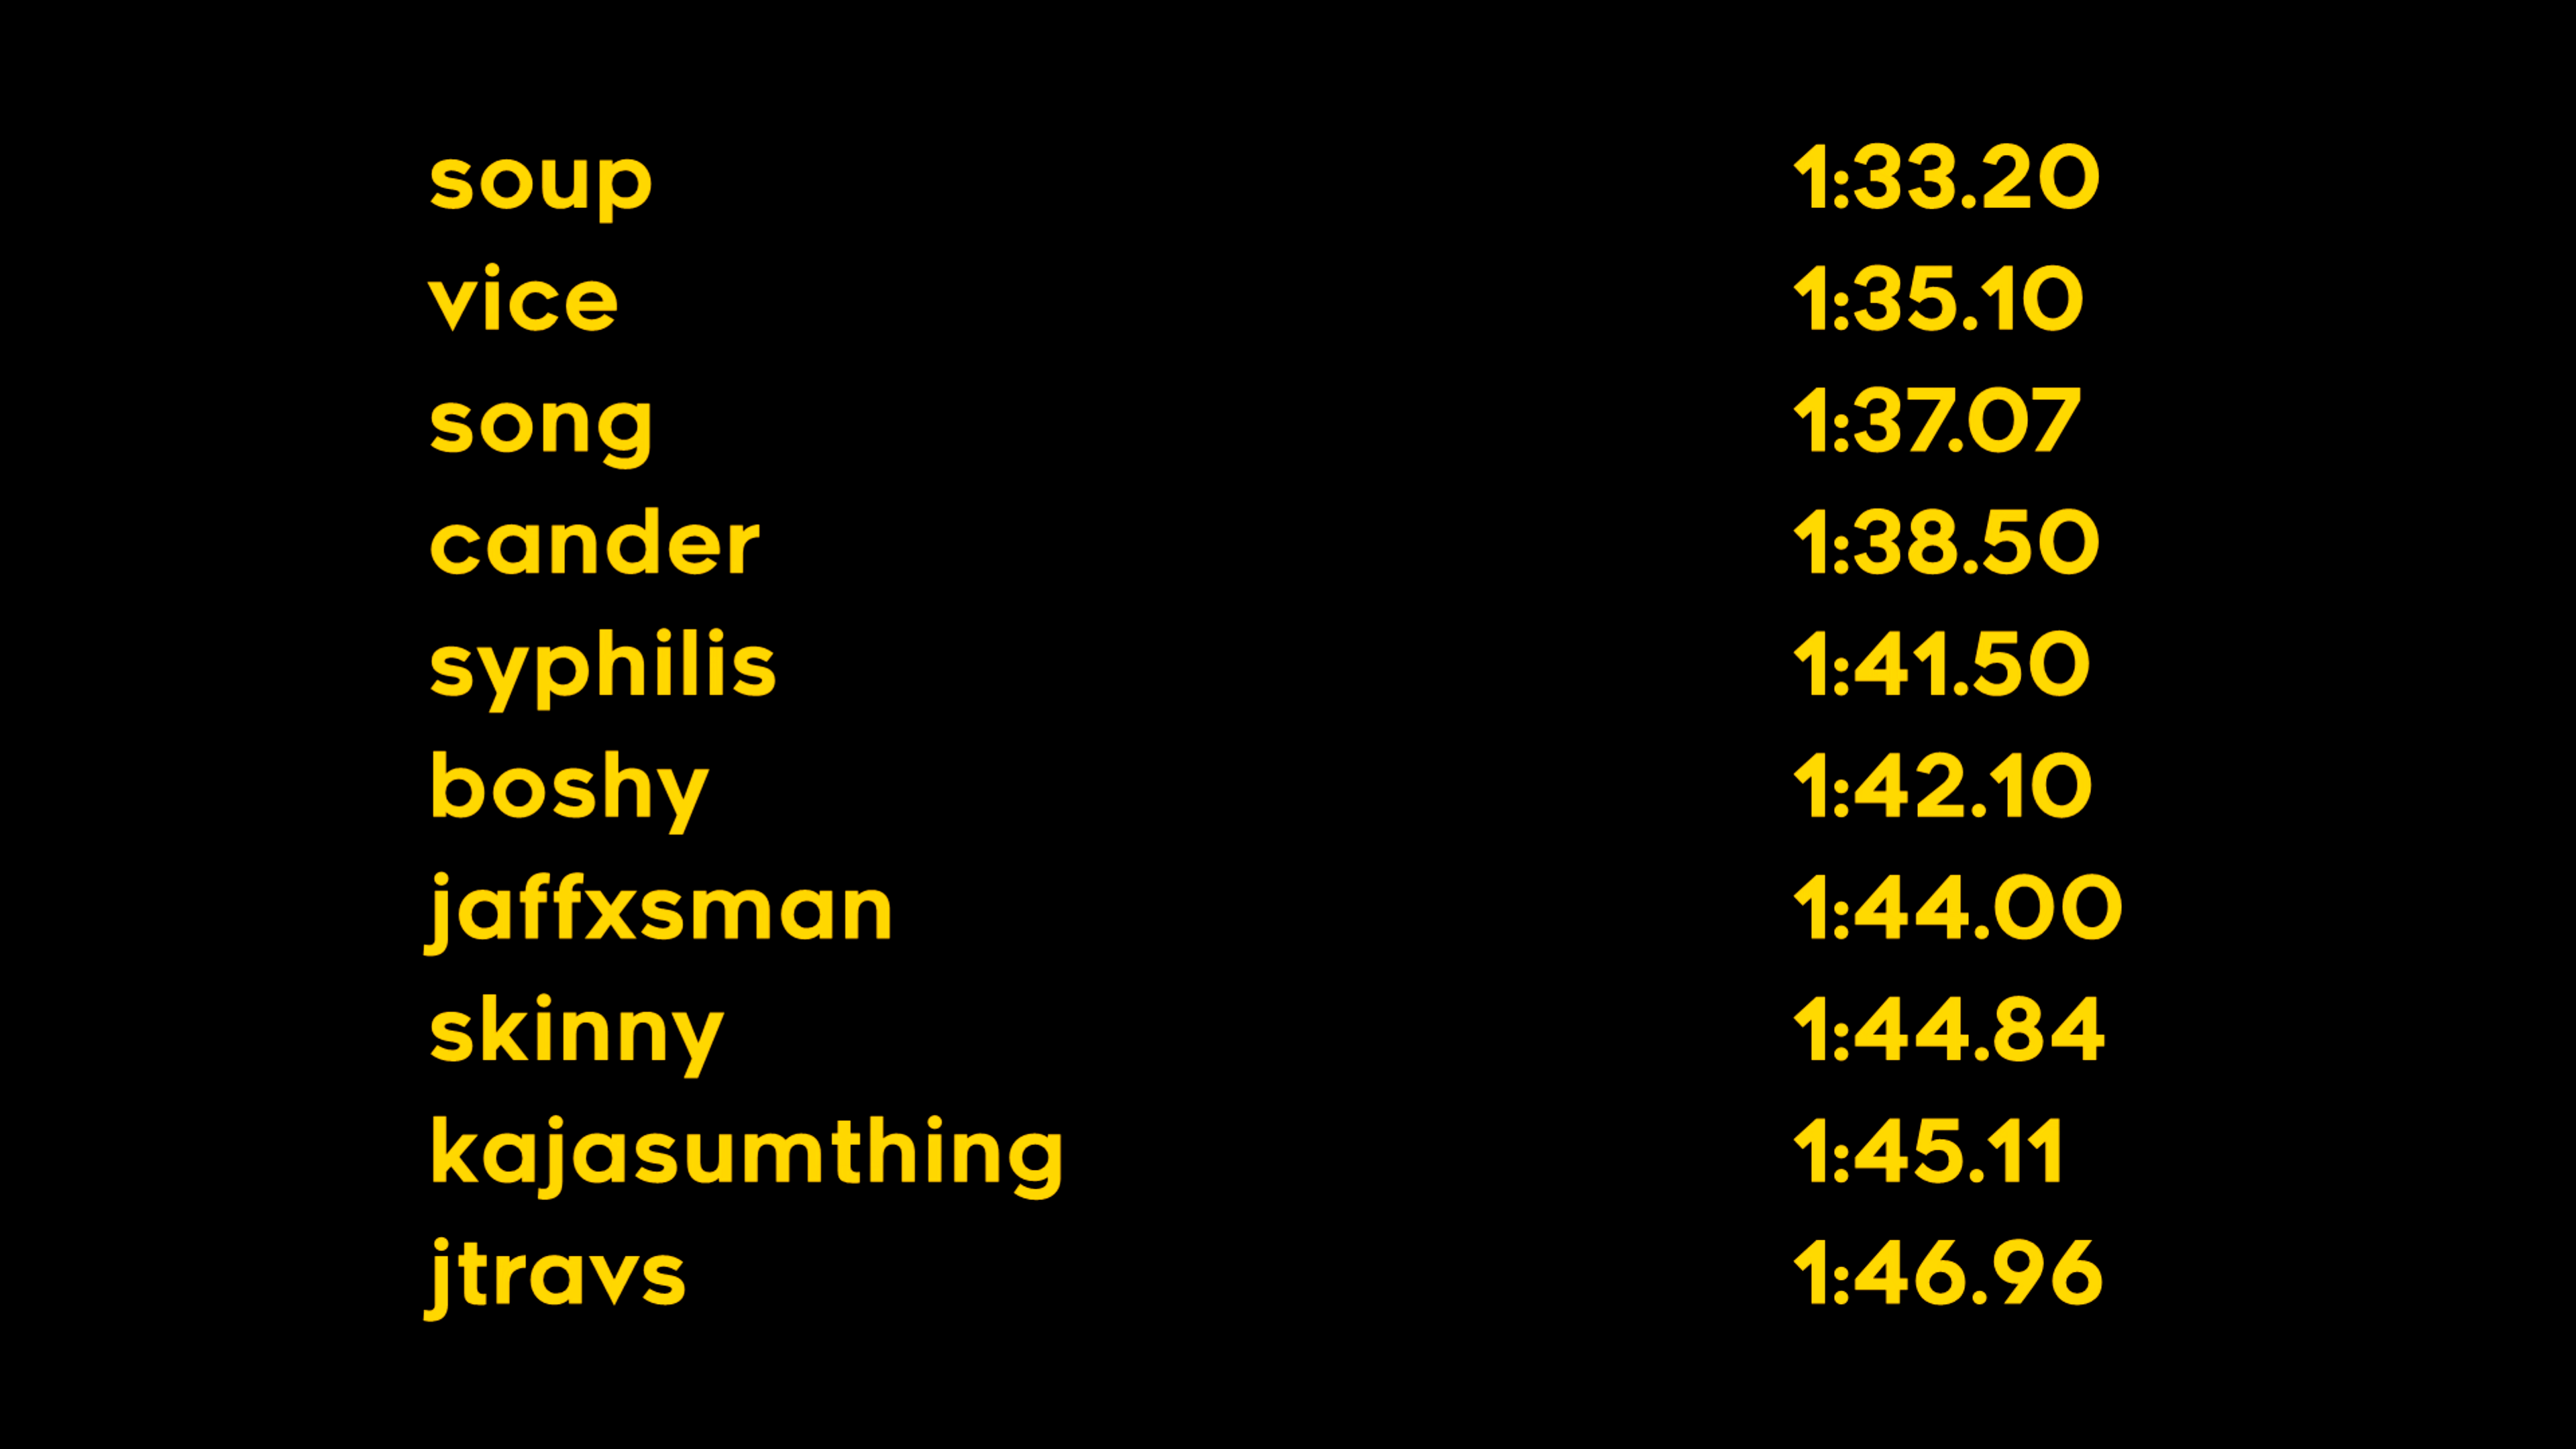 soup 1:33.20
vice 1:35.10
song 1:37.07
cander 1:38.50
syphilis 1:41.50
boshy 1:42.10
jaffxsman 1:44.00
skinny 1:44.84
kajasumthing 1:45.11
jtravs 1:46.96